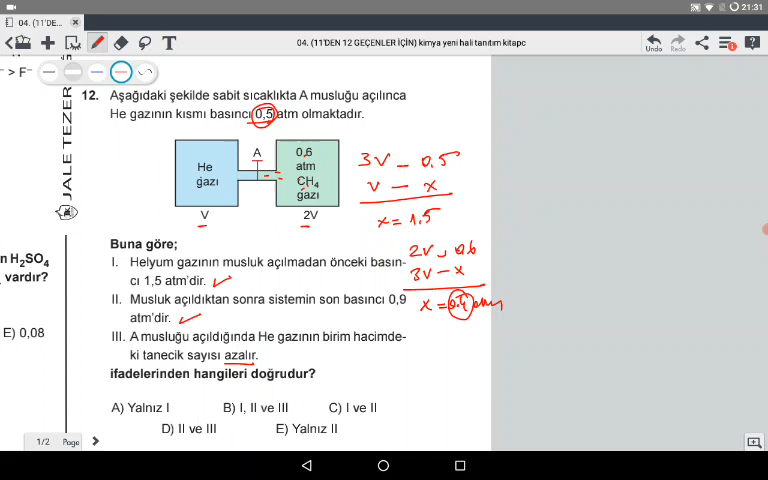 21:31
04. (11'DE...
04. (11'DEN 12 GEÇENLER İÇİN) kimya yeni hali tanıtım kitapc
Undo
Redo
T
> F⁻
JALE TEZER
12. Aşağıdaki şekilde sabit sıcaklıkta A musluğu açılınca
He gazının kısmı basıncı 0,5 atm olmaktadır.
He
gazı
A
0,6
atm
CH₄
gazı
V
2V
3V — 0.5
V — x
x = 1.5
Buna göre;
I. Helyum gazının musluk açılmadan önceki basın-
cı 1,5 atm'dir.
II. Musluk açıldıktan sonra sistemin son basıncı 0,9
atm'dir.
III. A musluğu açıldığında He gazının birim hacimde-
ki tanecik sayısı azalır.
ifadelerinden hangileri doğrudur?
2V 0.6
3V — x
x = 0.4 atm
A) Yalnız I B) I, II ve III C) I ve II
D) II ve III E) Yalnız II
n H₂SO₄
vardır?
E) 0,08
1/2 Page